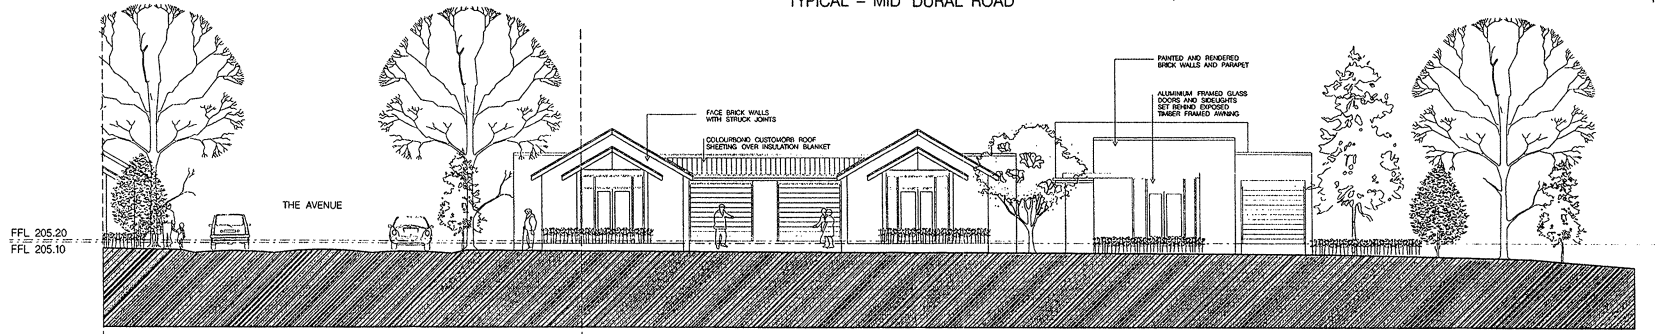 TYPICAL – MID DURAL ROAD
PAINTED AND RENDERED
BRICK WALLS AND PARAPET
ALUMINIUM FRAMED GLASS
DOORS AND SIDELIGHTS
SET BEHIND EXPOSED
TIMBER FRAMED AWNING
FACE BRICK WALLS
WITH STRUCK JOINTS
COLOURBOND CUSTOMORB ROOF
SHEETING OVER INSULATION BLANKET
THE AVENUE
FFL 205.20
FFL 205.10